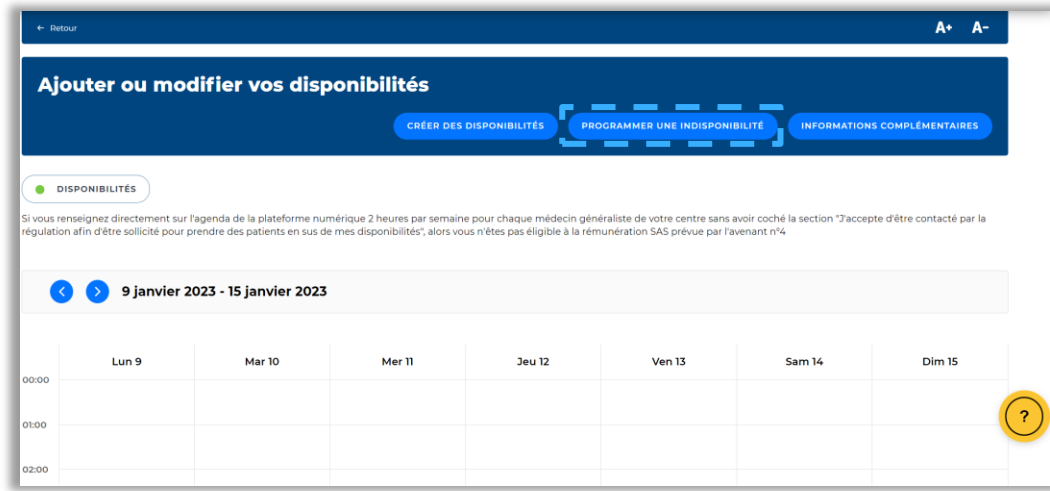 ← Retour
A+ A-
Ajouter ou modifier vos disponibilités
CRÉER DES DISPONIBILITÉS PROGRAMMER UNE INDISPONIBILITÉ INFORMATIONS COMPLÉMENTAIRES
DISPONIBILITÉS
Si vous renseignez directement sur l'agenda de la plateforme numérique 2 heures par semaine pour chaque médecin généraliste de votre centre sans avoir coché la section "J'accepte d'être contacté par la
régulation afin d'être sollicité pour prendre des patients en sus de mes disponibilités", alors vous n'êtes pas éligible à la rémunération SAS prévue par l'avenant n°4
< > 9 janvier 2023 - 15 janvier 2023
Lun 9 Mar 10 Mer 11 Jeu 12 Ven 13 Sam 14 Dim 15
00:00
01:00
?
02:00